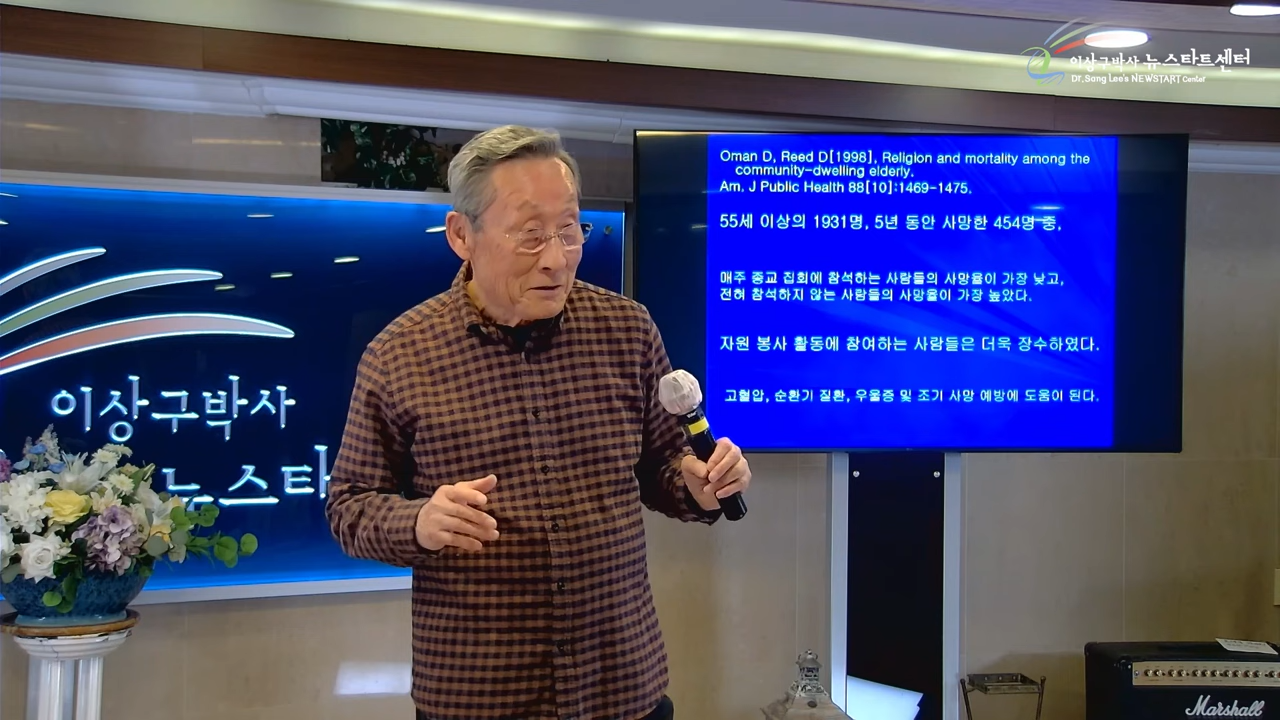 이상구박사 뉴스타트센터
Dr. Sang Lee's NEWSTART Center
Oman D, Reed D[1998], Religion and mortality among the
community-dwelling elderly.
Am. J Public Health 88[10]:1469-1475.
55세 이상의 1931명, 5년 동안 사망한 454명 중,
매주 종교 집회에 참석하는 사람들의 사망율이 가장 낮고,
전혀 참석하지 않는 사람들의 사망율이 가장 높았다.
자원 봉사 활동에 참여하는 사람들은 더욱 장수하였다.
고혈압, 순환기 질환, 우울증 및 조기 사망 예방에 도움이 된다.
이상구박사
뉴스타
Marshall